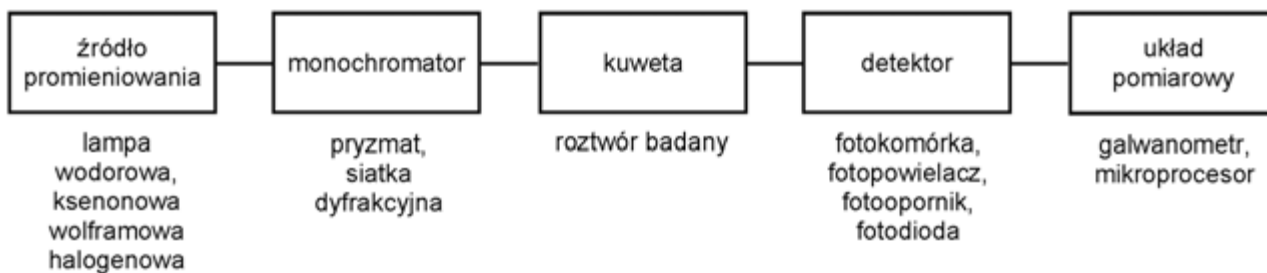 źródło
promieniowania
monochromator
kuweta
detektor
układ
pomiarowy
lampa
wodorowa,
ksenonowa
wolframowa
halogenowa
pryzmat,
siatka
dyfrakcyjna
roztwór badany
fotokomórka,
fotopowielacz,
fotoopornik,
fotodioda
galwanometr,
mikroprocesor